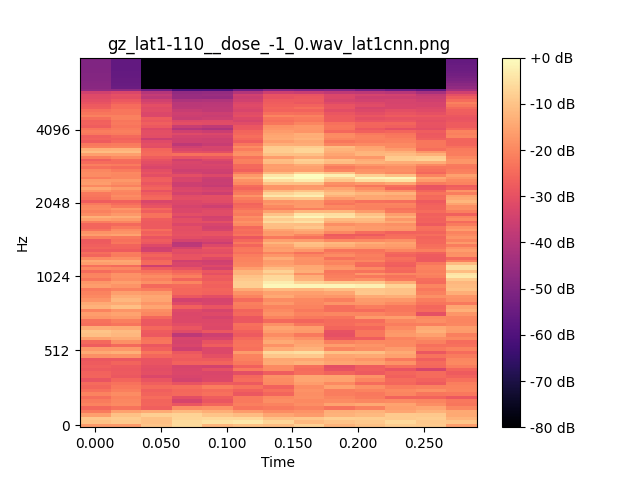 gz_lat1-110__dose_-1_0.wav_lat1cnn.png
+0 dB
-10 dB
-20 dB
-30 dB
-40 dB
-50 dB
-60 dB
-70 dB
-80 dB
Hz
4096
2048
1024
512
0
0.000 0.050 0.100 0.150 0.200 0.250
Time